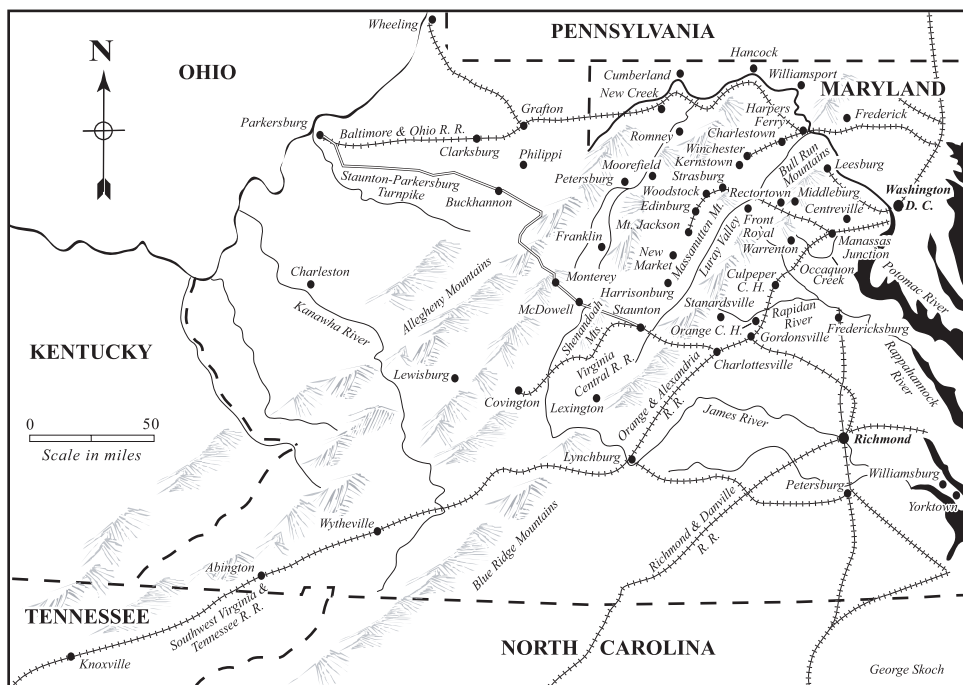 Wheeling
PENNSYLVANIA
N
OHIO
Hancock
Cumberland
Williamsport
New Creek
MARYLAND
Grafton
Harpers
Ferry
Frederick
Parkersburg
Baltimore & Ohio R. R.
Romney
Charlestown
Clarksburg
Philippi
Winchester
Kernstown
Bull Run
Mountains
Leesburg
Moorefield
Strasburg
Petersburg
Woodstock
Rectortown
Middleburg
Washington
D. C.
Staunton-Parkersburg
Turnpike
Buckhannon
Edinburg
Centreville
Mt. Jackson
Massamutten Mt.
Luray Valley
Front
Royal
Franklin
New
Market
Warrenton
Manassas
Junction
Occaquon
Creek
Charleston
Allegheny Mountains
Monterey
Harrisonburg
Culpeper
C. H.
Potomac River
Kanawha River
McDowell
Shenandoah
Mts.
Staunton
Stanardsville
Rapidan
River
Orange C. H.
Fredericksburg
KENTUCKY
Gordonsville
Virginia
Central R. R.
Charlottesville
Rappahannock
River
Lewisburg
Covington
Lexington
Orange & Alexandria
R. R.
James River
0
50
Scale in miles
Richmond
Lynchburg
Williamsburg
Petersburg
Yorktown
Wytheville
Blue Ridge Mountains
Richmond & Danville
R. R.
Abington
TENNESSEE
Southwest Virginia &
Tennessee R. R.
NORTH CAROLINA
Knoxville
George Skoch